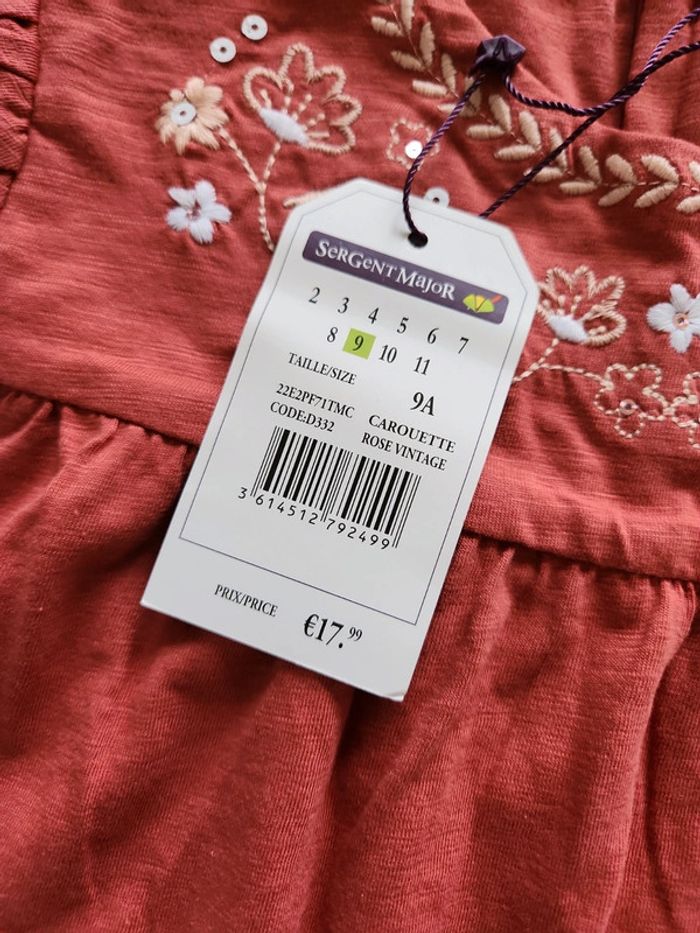 SeRGeNT MajoR
2 3 4 5 6 7
8 9 10 11
TAILLE/SIZE
9A
22E2PF71TMC CAROUETTE
CODE:D332 ROSE VINTAGE
3 614512 792499
PRIX/PRICE €17.99